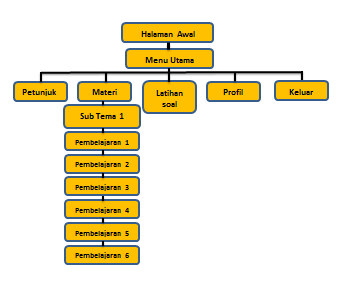 Halaman Awal
Menu Utama
Petunjuk
Materi
Latihan
soal
Profil
Keluar
Sub Tema 1
Pembelajaran 1
Pembelajaran 2
Pembelajaran 3
Pembelajaran 4
Pembelajaran 5
Pembelajaran 6